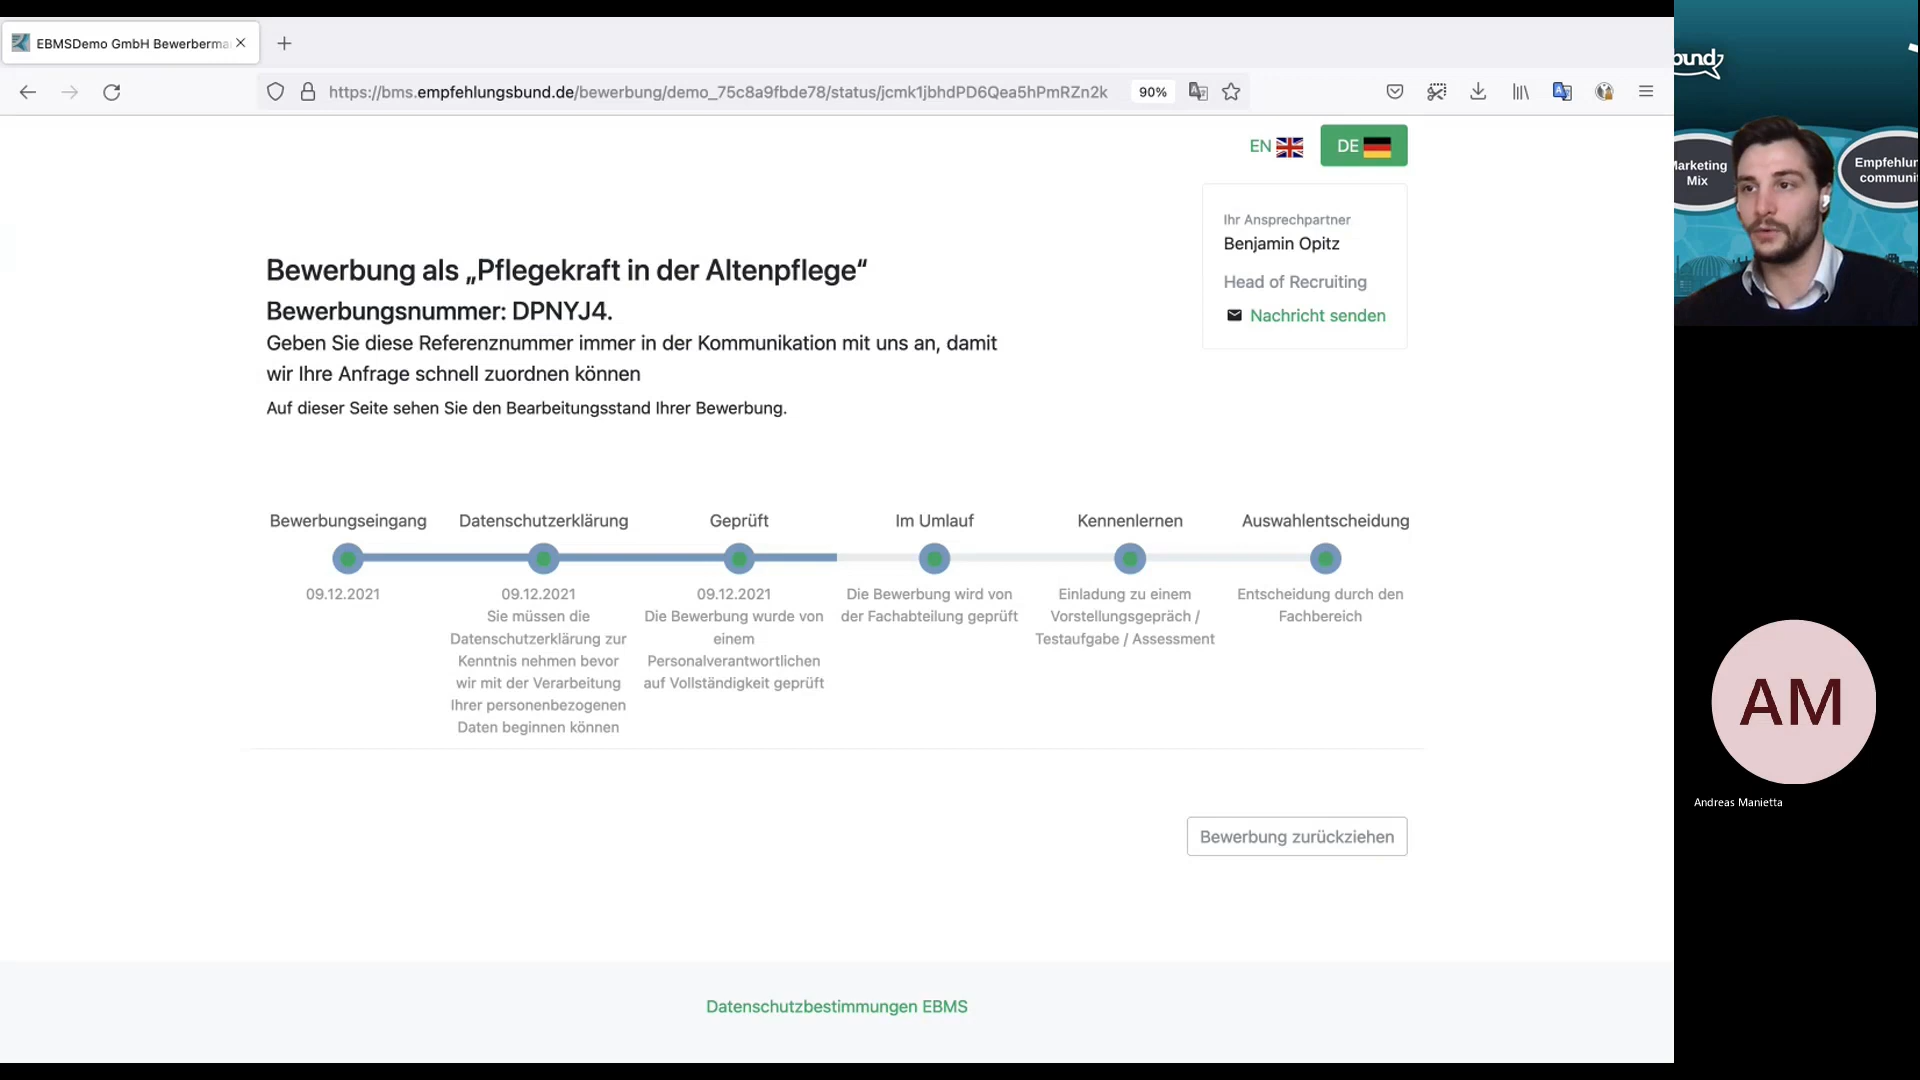 EBMSDemo GmbH Bewerberma
https://bms.empfehlungsbund.de/bewerbung/demo_75c8a9fbde78/status/jcmk1jbhdPD6Qea5hPmRZn2k
90%
EN
DE
Ihr Ansprechpartner
Benjamin Opitz
Head of Recruiting
Nachricht senden
Bewerbung als „Pflegekraft in der Altenpflege“
Bewerbungsnummer: DPNYJ4.
Geben Sie diese Referenznummer immer in der Kommunikation mit uns an, damit
wir Ihre Anfrage schnell zuordnen können
Auf dieser Seite sehen Sie den Bearbeitungsstand Ihrer Bewerbung.
Bewerbungseingang
09.12.2021
Datenschutzerklärung
09.12.2021
Sie müssen die
Datenschutzerklärung zur
Kenntnis nehmen bevor
wir mit der Verarbeitung
Ihrer personenbezogenen
Daten beginnen können
Geprüft
09.12.2021
Die Bewerbung wurde von
einem
Personalverantwortlichen
auf Vollständigkeit geprüft
Im Umlauf
Die Bewerbung wird von
der Fachabteilung geprüft
Kennenlernen
Einladung zu einem
Vorstellungsgepräch /
Testaufgabe / Assessment
Auswahlentscheidung
Entscheidung durch den
Fachbereich
Bewerbung zurückziehen
Datenschutzbestimmungen EBMS
bund
Marketing
Mix
Empfehlun
communi
AM
Andreas Manietta